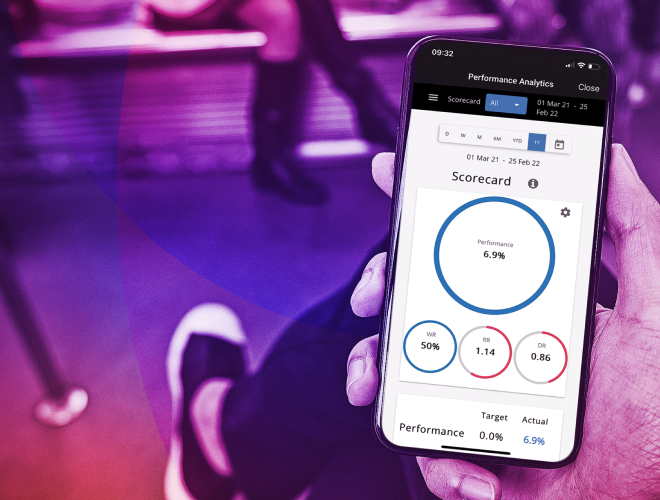 09:32
Performance Analytics
Close
Scorecard
All
01 Mar 21 - 25
Feb 22
D W M 6M YTD 1Y
01 Mar 21 - 25 Feb 22
Scorecard
Performance
6.9%
WR
50%
RR
1.14
DR
0.86
Target Actual
Performance 0.0% 6.9%